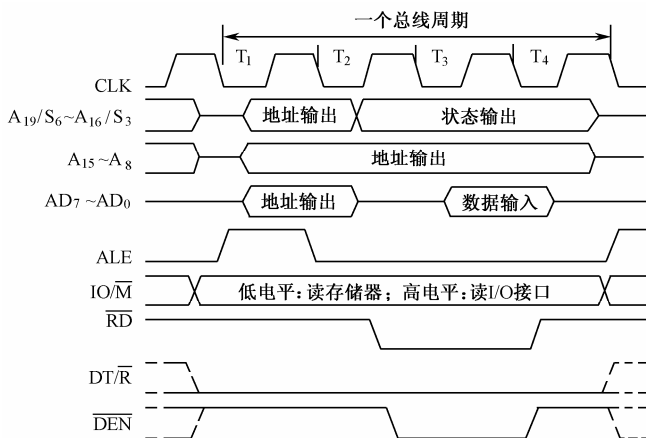 一个总线周期
T1 T2 T3 T4
CLK
A19/S6~A16/S3 地址输出 状态输出
A15~A8 地址输出
AD7~AD0 地址输出 数据输入
ALE
IO/M̅ 低电平:读存储器；高电平:读I/O接口
R̅D̅
DT/R̅
D̅E̅N̅